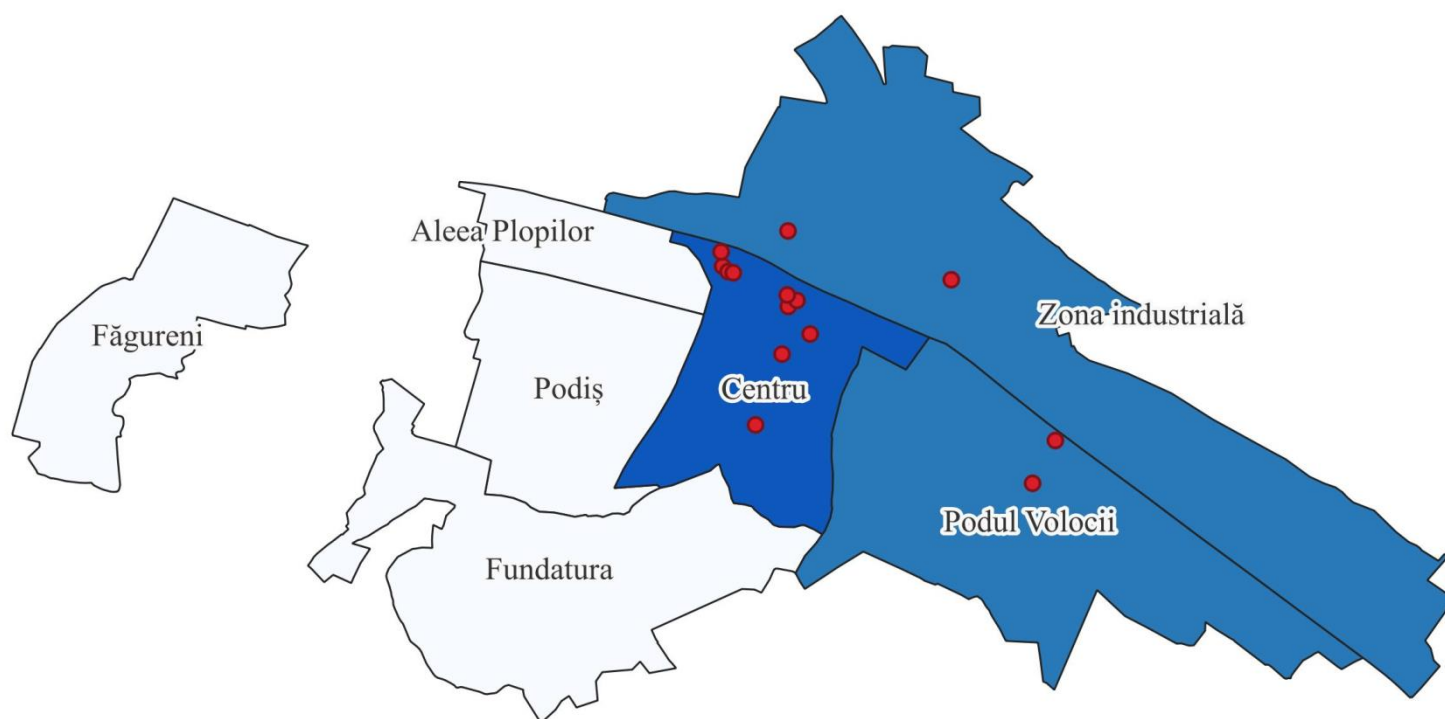 Aleea Plopilor
Zona industrială
Făgureni
Podiș
Centru
Podul Volocii
Fundatura